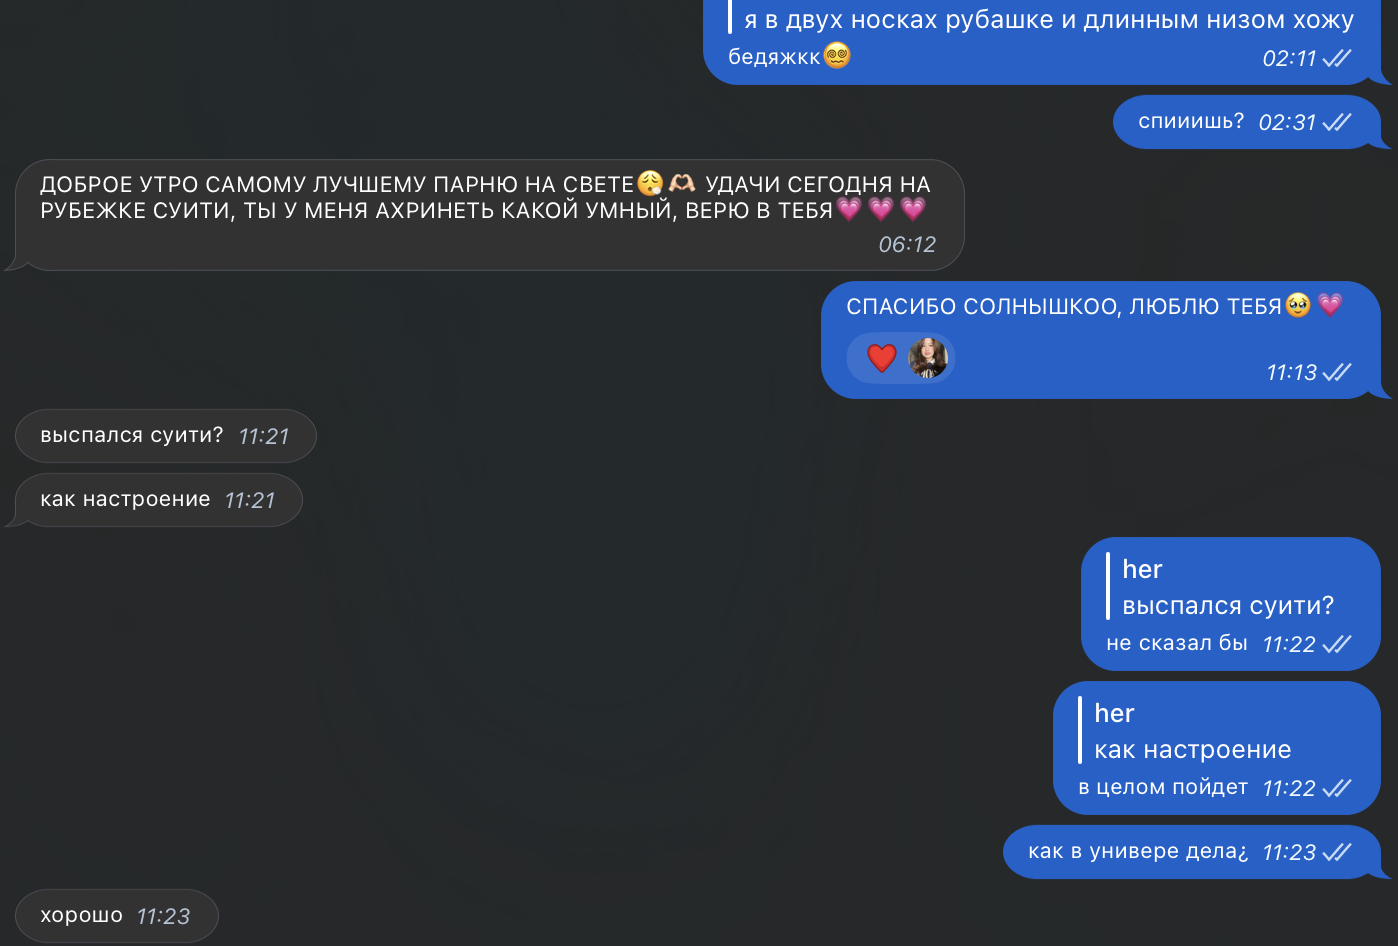 я в двух носках рубашке и длинным низом хожу
бедяжкк😵‍💫 02:11
спииишь? 02:31
ДОБРОЕ УТРО САМОМУ ЛУЧШЕМУ ПАРНЮ НА СВЕТЕ😮‍💨🫶🏼 УДАЧИ СЕГОДНЯ НА
РУБЕЖКЕ СУИТИ, ТЫ У МЕНЯ АХРИНЕТЬ КАКОЙ УМНЫЙ, ВЕРЮ В ТЕБЯ💗💗💗
06:12
СПАСИБО СОЛНЫШКОО, ЛЮБЛЮ ТЕБЯ🥹💗
❤️ 11:13
выспался суити? 11:21
как настроение 11:21
her
выспался суити?
не сказал бы 11:22
her
как настроение
в целом пойдет 11:22
как в универе дела¿ 11:23
хорошо 11:23